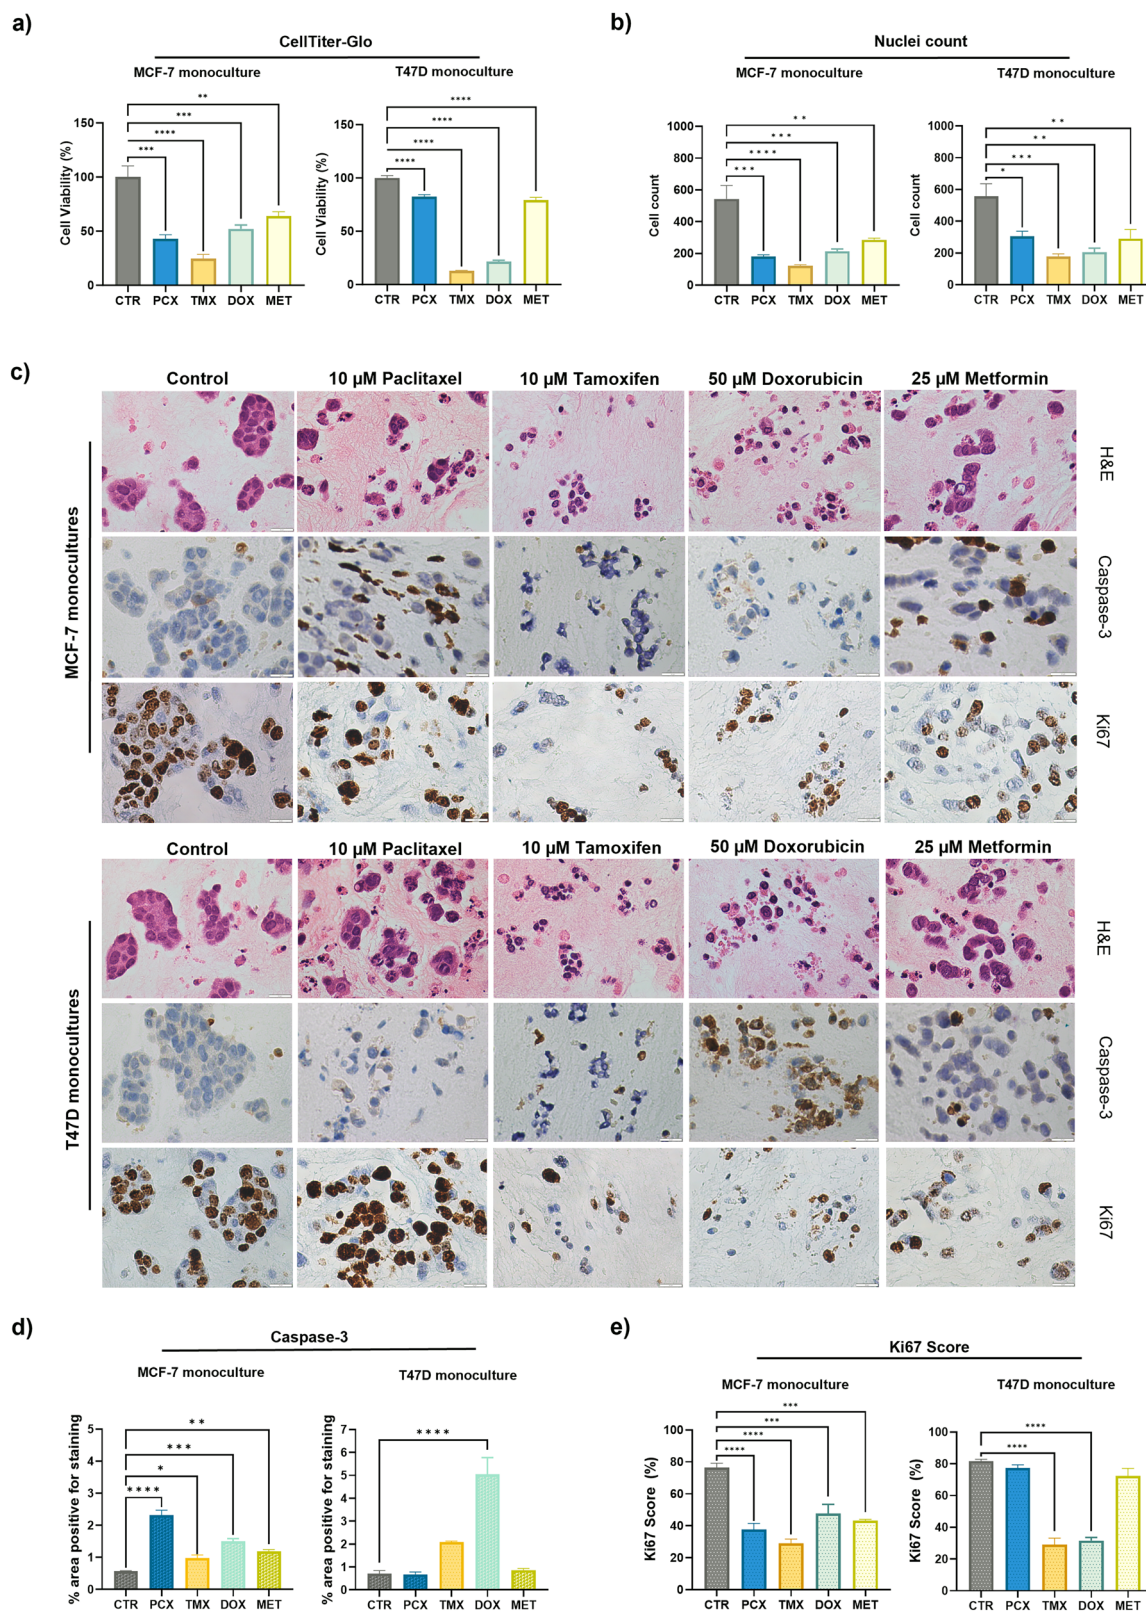 a)
CellTiter-Glo
MCF-7 monoculture
T47D monoculture
Cell Viability (%)
150
100
50
0
CTR PCX TMX DOX MET
***
****
***
**
Cell Viability (%)
150
100
50
0
CTR PCX TMX DOX MET
****
****
****
****
b)
Nuclei count
MCF-7 monoculture
T47D monoculture
Cell count
1000
800
600
400
200
0
CTR PCX TMX DOX MET
***
****
***
**
Cell count
1000
800
600
400
200
0
CTR PCX TMX DOX MET
*
***
**
**
c)
Control 10 µM Paclitaxel 10 µM Tamoxifen 50 µM Doxorubicin 25 µM Metformin
MCF-7 monocultures
H&E
Caspase-3
Ki67
Control 10 µM Paclitaxel 10 µM Tamoxifen 50 µM Doxorubicin 25 µM Metformin
T47D monocultures
H&E
Caspase-3
Ki67
d)
Caspase-3
MCF-7 monoculture
T47D monoculture
% area positive for staining
5
4
3
2
1
0
CTR PCX TMX DOX MET
****
*
***
**
% area positive for staining
7
6
5
4
3
2
1
0
CTR PCX TMX DOX MET
****
e)
Ki67 Score
MCF-7 monoculture
T47D monoculture
Ki67 Score (%)
100
80
60
40
20
0
CTR PCX TMX DOX MET
****
****
***
***
Ki67 Score (%)
100
80
60
40
20
0
CTR PCX TMX DOX MET
****
****